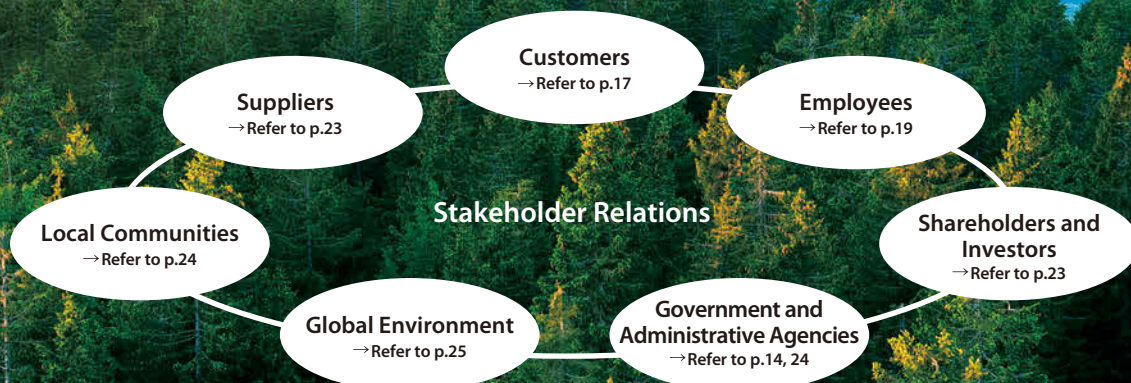 Customers
→Refer to p.17
Suppliers
→Refer to p.23
Employees
→Refer to p.19
Stakeholder Relations
Local Communities
→Refer to p.24
Shareholders and
Investors
→Refer to p.23
Global Environment
→Refer to p.25
Government and
Administrative Agencies
→Refer to p.14, 24